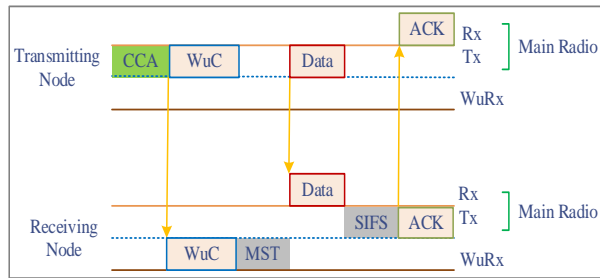 ACK Rx
Transmitting Node CCA WuC Data Tx Main Radio
WuRx
Data Rx
Receiving Node SIFS ACK Tx Main Radio
WuC MST WuRx